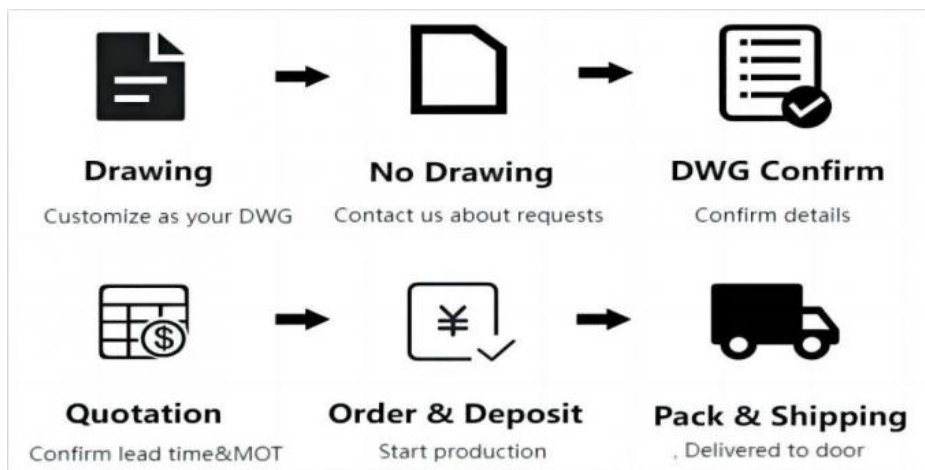 Drawing
No Drawing
DWG Confirm
Customize as your DWG
Contact us about requests
Confirm details
$
¥
Quotation
Order & Deposit
Pack & Shipping
Confirm lead time&MOT
Start production
, Delivered to door